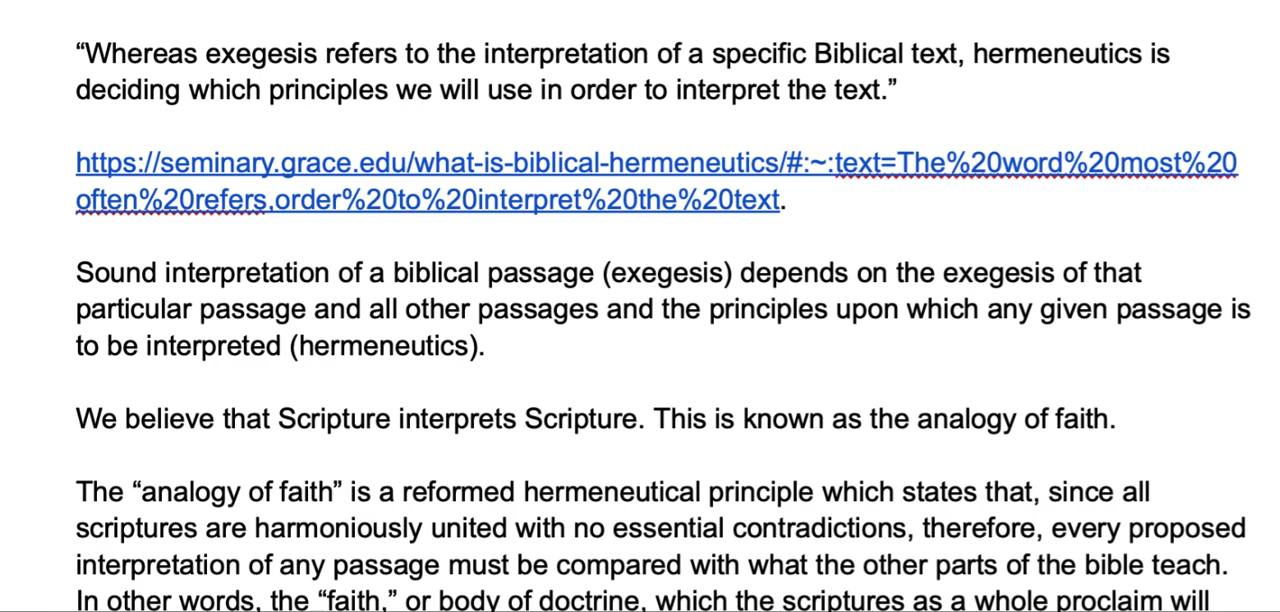 “Whereas exegesis refers to the interpretation of a specific Biblical text, hermeneutics is
deciding which principles we will use in order to interpret the text.”
https://seminary.grace.edu/what-is-biblical-hermeneutics/#:~:text=The%20word%20most%20
often%20refers,order%20to%20interpret%20the%20text.
Sound interpretation of a biblical passage (exegesis) depends on the exegesis of that
particular passage and all other passages and the principles upon which any given passage is
to be interpreted (hermeneutics).
We believe that Scripture interprets Scripture. This is known as the analogy of faith.
The “analogy of faith” is a reformed hermeneutical principle which states that, since all
scriptures are harmoniously united with no essential contradictions, therefore, every proposed
interpretation of any passage must be compared with what the other parts of the bible teach.
In other words, the “faith,” or body of doctrine, which the scriptures as a whole proclaim will